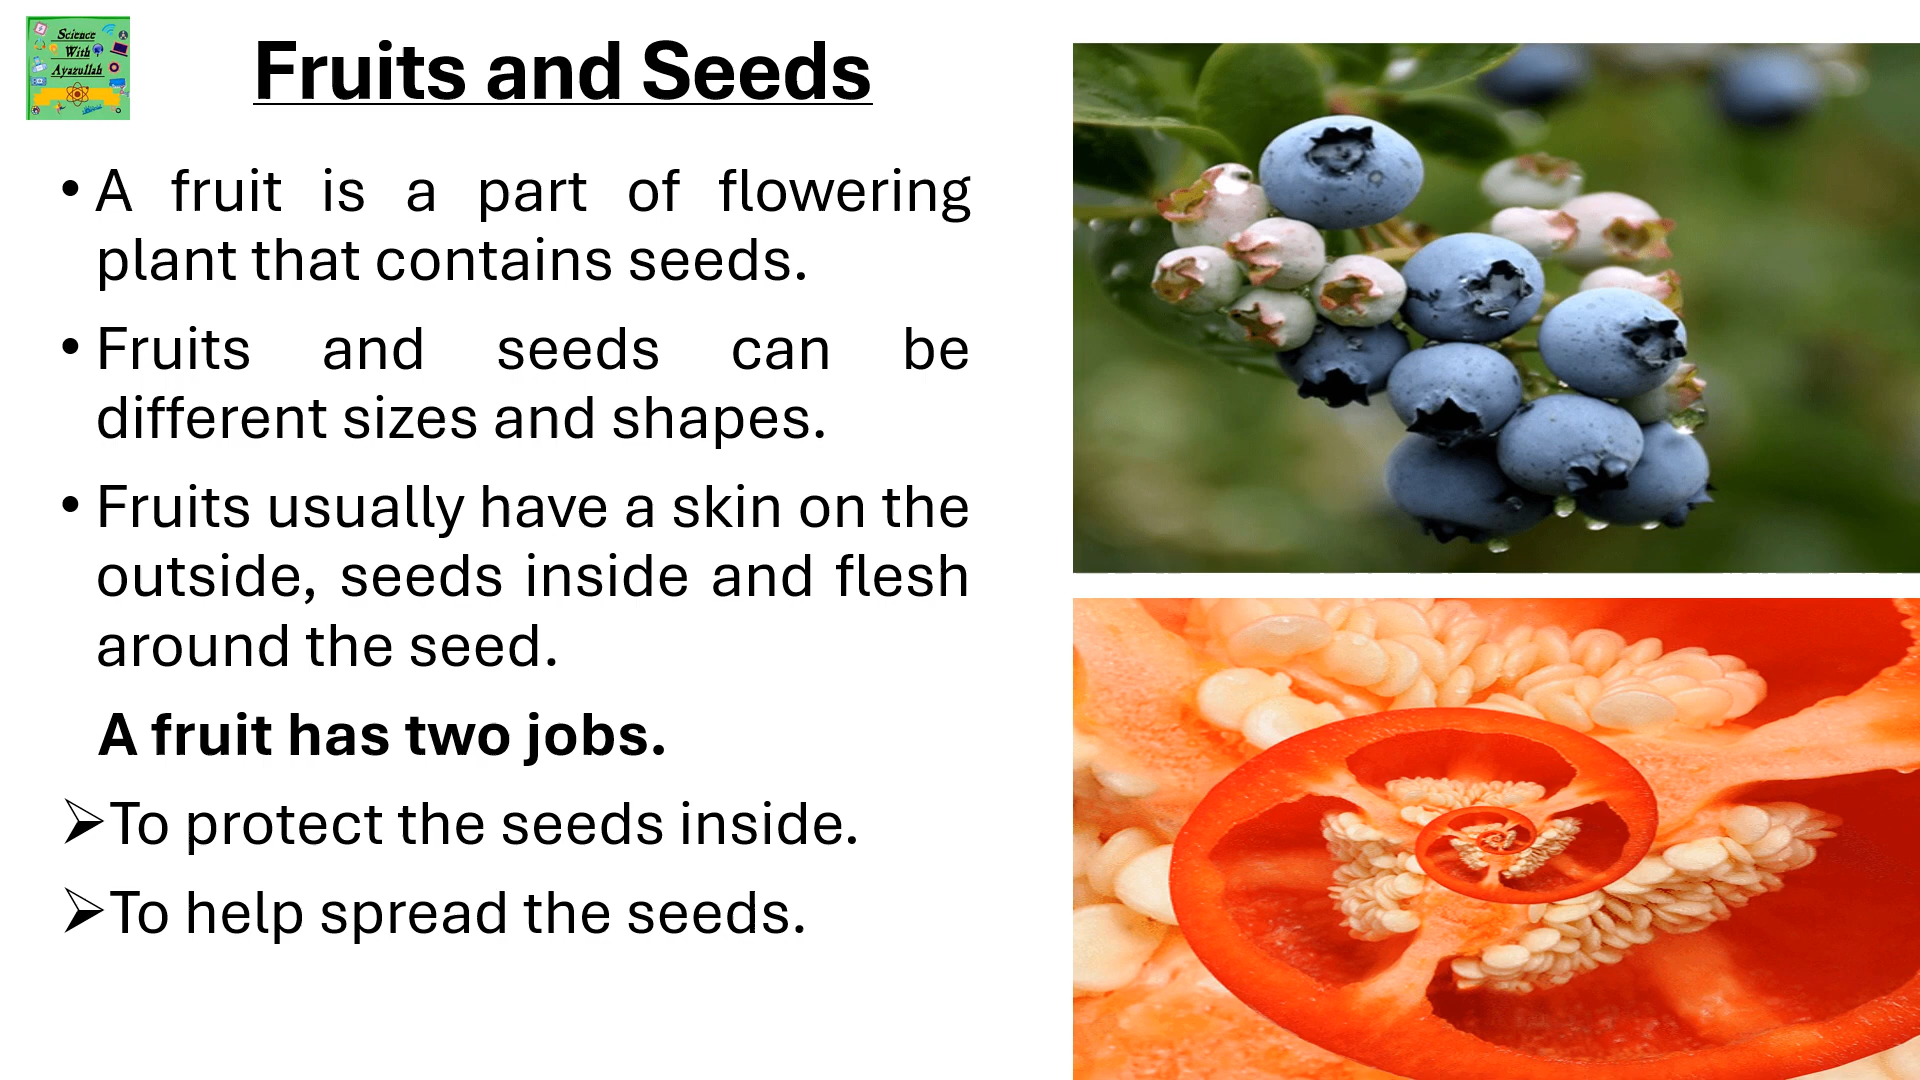 Science
With
Ayazullah
Fruits and Seeds
• A fruit is a part of flowering
plant that contains seeds.
• Fruits and seeds can be
different sizes and shapes.
• Fruits usually have a skin on the
outside, seeds inside and flesh
around the seed.
A fruit has two jobs.
➢To protect the seeds inside.
➢To help spread the seeds.